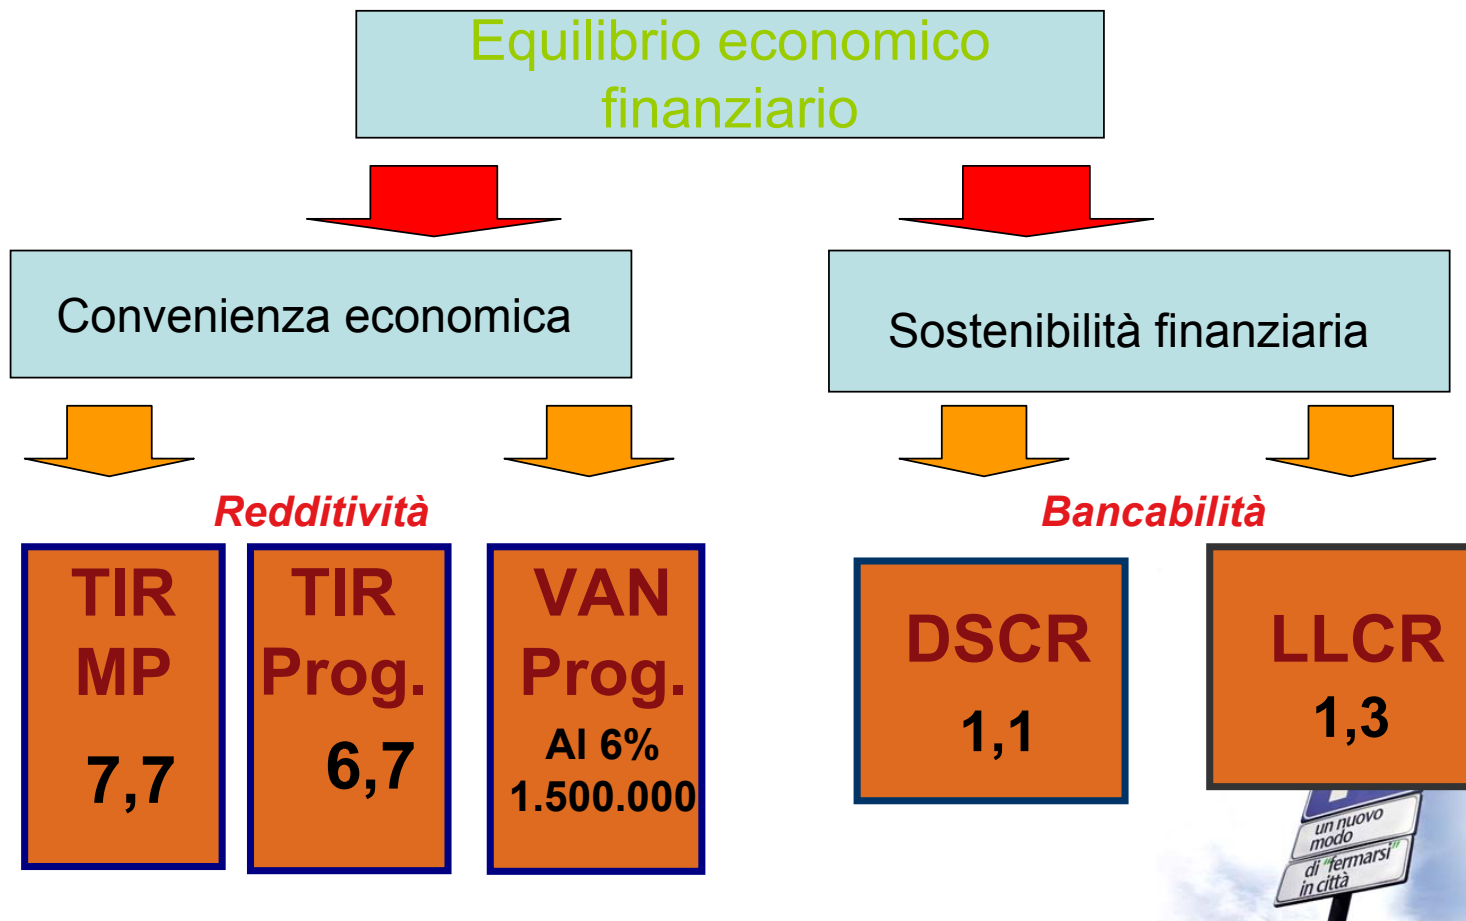 Equilibrio economico
finanziario
Convenienza economica
Sostenibilità finanziaria
Redditività
Bancabilità
TIR
MP
7,7
TIR
Prog.
6,7
VAN
Prog.
Al 6%
1.500.000
DSCR
1,1
LLCR
1,3
un nuovo
modo
di "fermarsi"
in città